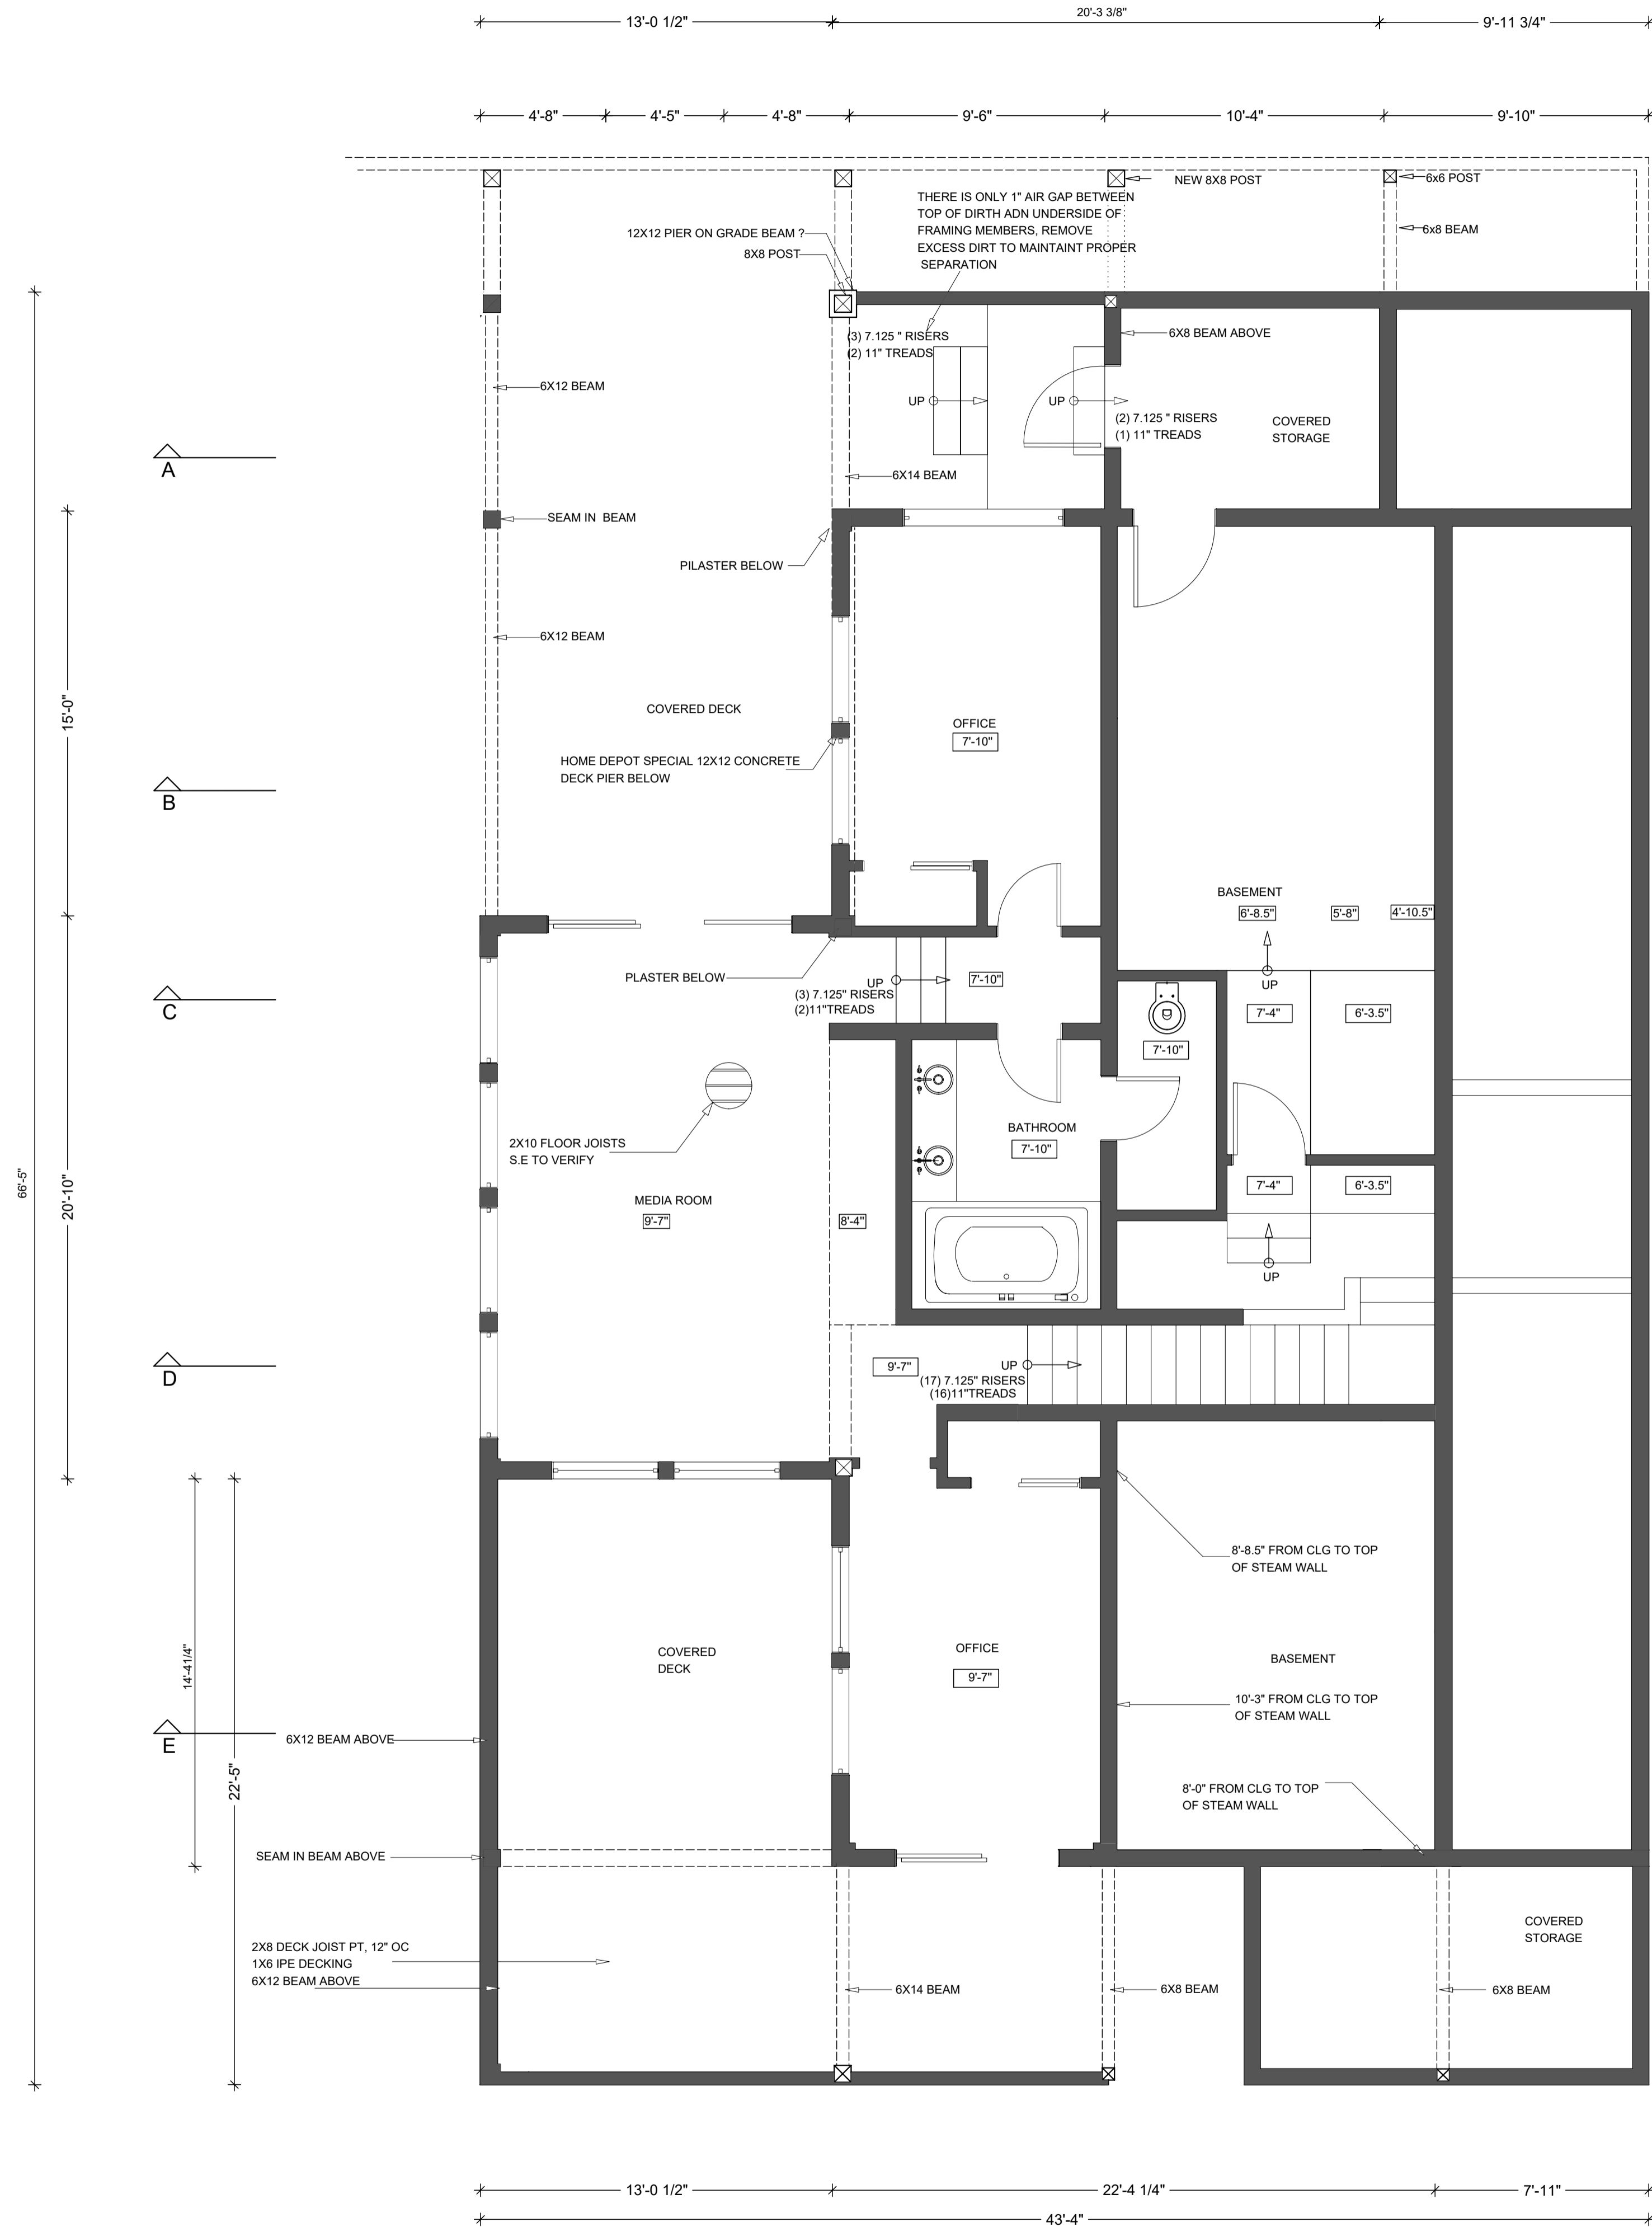 13'-0 1/2"
20'-3 3/8"
9'-11 3/4"
4'-8"
4'-5"
4'-8"
9'-6"
10'-4"
9'-10"
NEW 8X8 POST
6x6 POST
THERE IS ONLY 1" AIR GAP BETWEEN
TOP OF DIRTH ADN UNDERSIDE OF
FRAMING MEMBERS, REMOVE
EXCESS DIRT TO MAINTAINT PROPER
SEPARATION
12X12 PIER ON GRADE BEAM ?
8X8 POST
6x8 BEAM
(3) 7.125 " RISERS
(2) 11" TREADS
6X8 BEAM ABOVE
6X12 BEAM
UP
UP
(2) 7.125 " RISERS
(1) 11" TREADS
COVERED
STORAGE
A
6X14 BEAM
SEAM IN  BEAM
PILASTER BELOW
6X12 BEAM
15'-0"
COVERED DECK
OFFICE
7'-10"
HOME DEPOT SPECIAL 12X12 CONCRETE
DECK PIER BELOW
B
BASEMENT
6'-8.5"
5'-8"
4'-10.5"
PLASTER BELOW
UP
(3) 7.125" RISERS
(2)11"TREADS
7'-10"
UP
7'-4"
6'-3.5"
C
7'-10"
2X10 FLOOR JOISTS
S.E TO VERIFY
BATHROOM
7'-10"
66'-5"
20'-10"
MEDIA ROOM
9'-7"
8'-4"
7'-4"
6'-3.5"
UP
D
9'-7"
UP
(17) 7.125" RISERS
(16)11"TREADS
8'-8.5" FROM CLG TO TOP
OF STEAM WALL
14'-41/4"
COVERED
DECK
OFFICE
9'-7"
BASEMENT
10'-3" FROM CLG TO TOP
OF STEAM WALL
E
6X12 BEAM ABOVE
22'-5"
8'-0" FROM CLG TO TOP
OF STEAM WALL
SEAM IN BEAM ABOVE
COVERED
STORAGE
2X8 DECK JOIST PT, 12" OC
1X6 IPE DECKING
6X12 BEAM ABOVE
6X14 BEAM
6X8 BEAM
6X8 BEAM
13'-0 1/2"
22'-4 1/4"
7'-11"
43'-4"